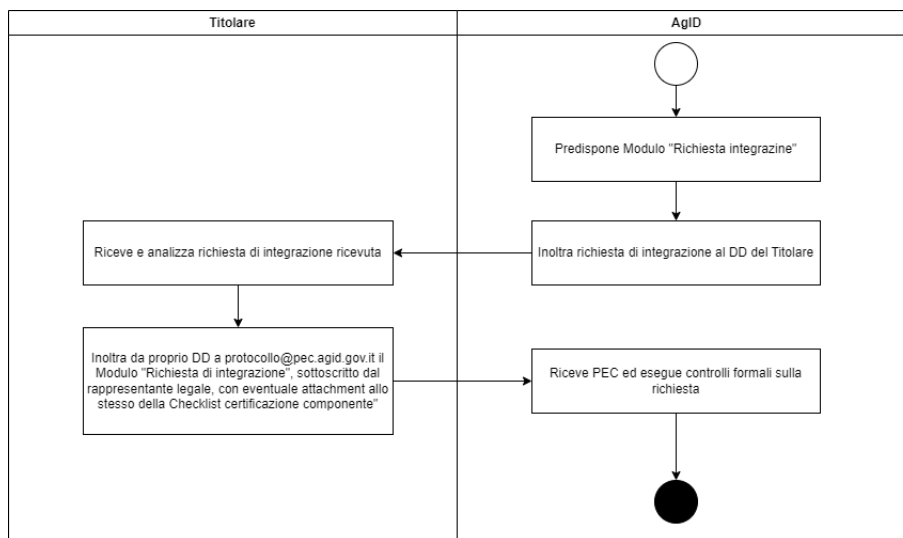 Titolare
AgID
Predispone Modulo "Richiesta integrazine"
Inoltra richiesta di integrazione al DD del Titolare
Riceve e analizza richiesta di integrazione ricevuta
Inoltra da proprio DD a protocollo@pec.agid.gov.it il
Modulo "Richiesta di integrazione", sottoscritto dal
rappresentante legale, con eventuale attachment allo
stesso della Checklist certificazione componente"
Riceve PEC ed esegue controlli formali sulla
richiesta